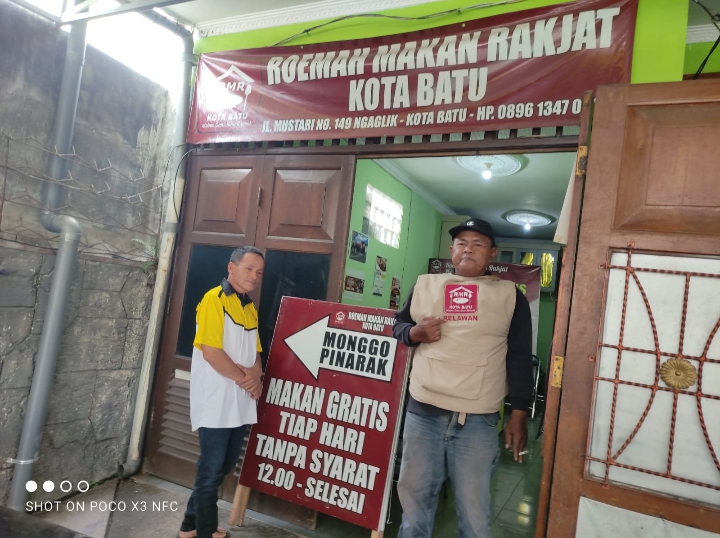 ROEMAH MAKAN RAKJAT
KOTA BATU
JL. MUSTARI NO. 149 NGAGLIK - KOTA BATU - HP. 0896 1347 0
RMR
KOTA BATU
ROEMAH MAKAN
KOTA BATU
MONGGO
PINARAK
MAKAN GRATIS
TIAP HARI
TANPA SYARAT
12.00 - SELESAI
RMR
KOTA BATU
RELAWAN
SHOT ON POCO X3 NFC